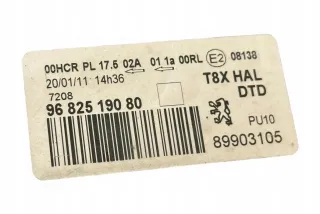 00HCR PL 17.5 02A 01 1a 00RL E2 08138
20/01/11 14h36 T8X HAL
7208 DTD
96 825 190 80
PU10
89903105